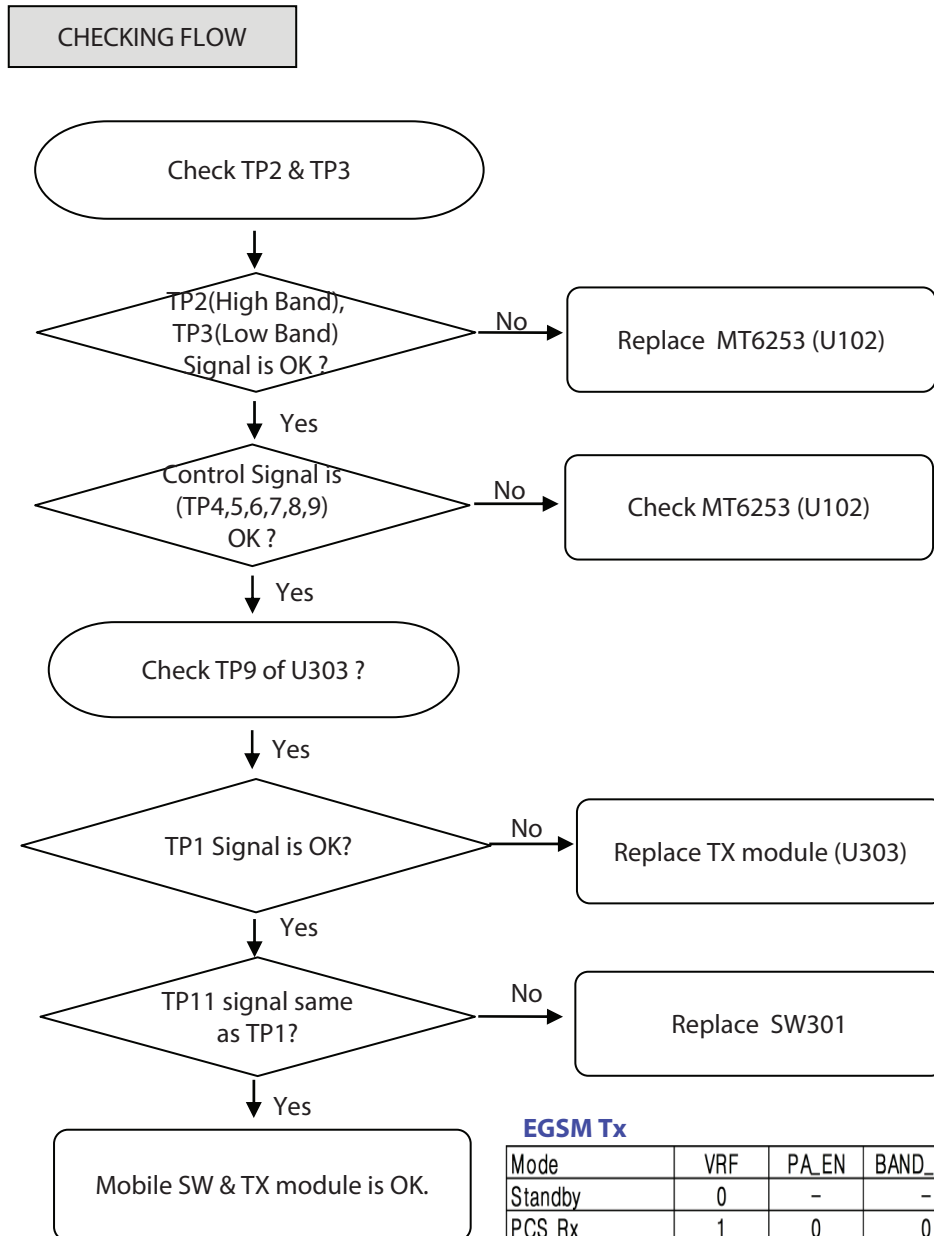 CHECKING FLOW
Check TP2 & TP3
TP2(High Band),
TP3(Low Band)
Signal is OK ?
No
Replace MT6253 (U102)
Yes
Control Signal is
(TP4,5,6,7,8,9)
OK ?
No
Check MT6253 (U102)
Yes
Check TP9 of U303 ?
Yes
TP1 Signal is OK?
No
Replace TX module (U303)
Yes
TP11 signal same
as TP1?
No
Replace SW301
Yes
Mobile SW & TX module is OK.
EGSM Tx
Mode VRF PA_EN BAND_
Standby 0 – –
PCS Rx 1 0 0